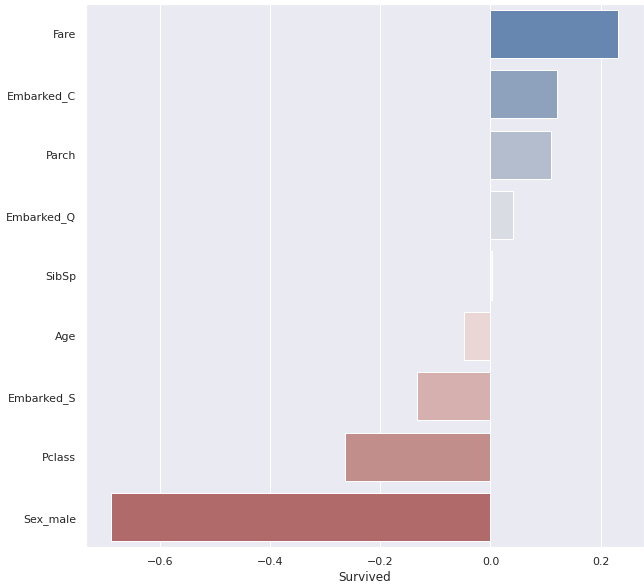 Fare
Embarked_C
Parch
Embarked_Q
SibSp
Age
Embarked_S
Pclass
Sex_male
−0.6 −0.4 −0.2 0.0 0.2
Survived